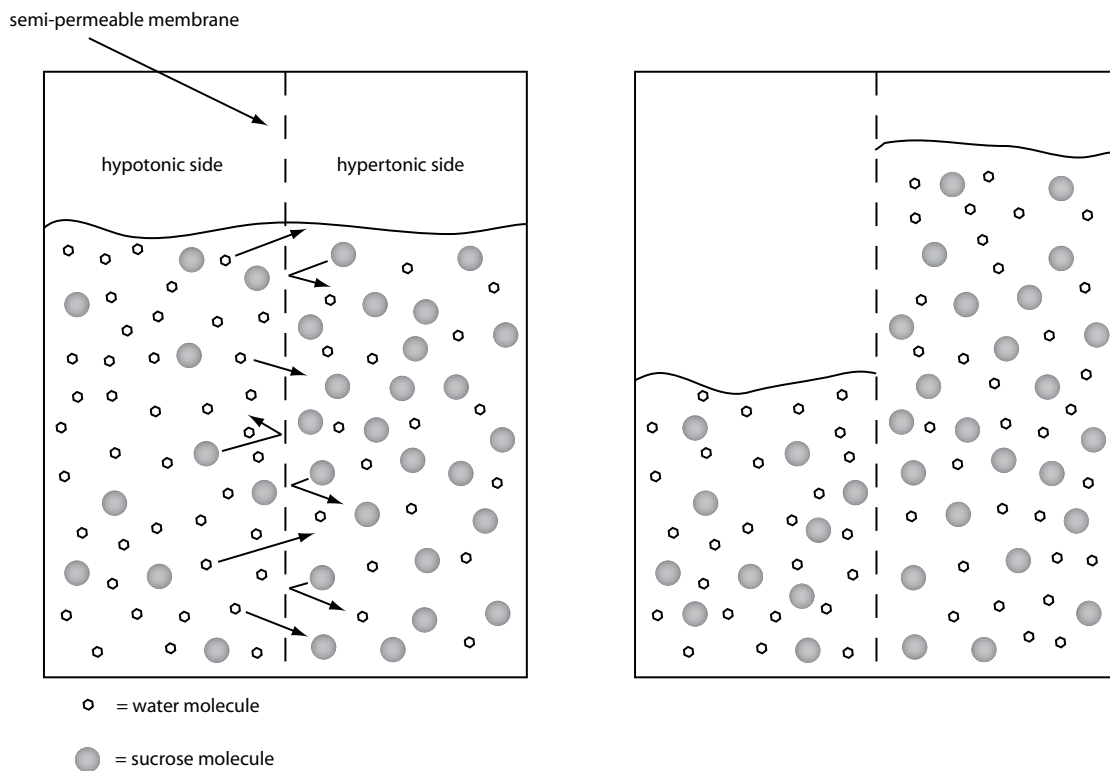 semi-permeable membrane
hypotonic side
hypertonic side
= water molecule
= sucrose molecule